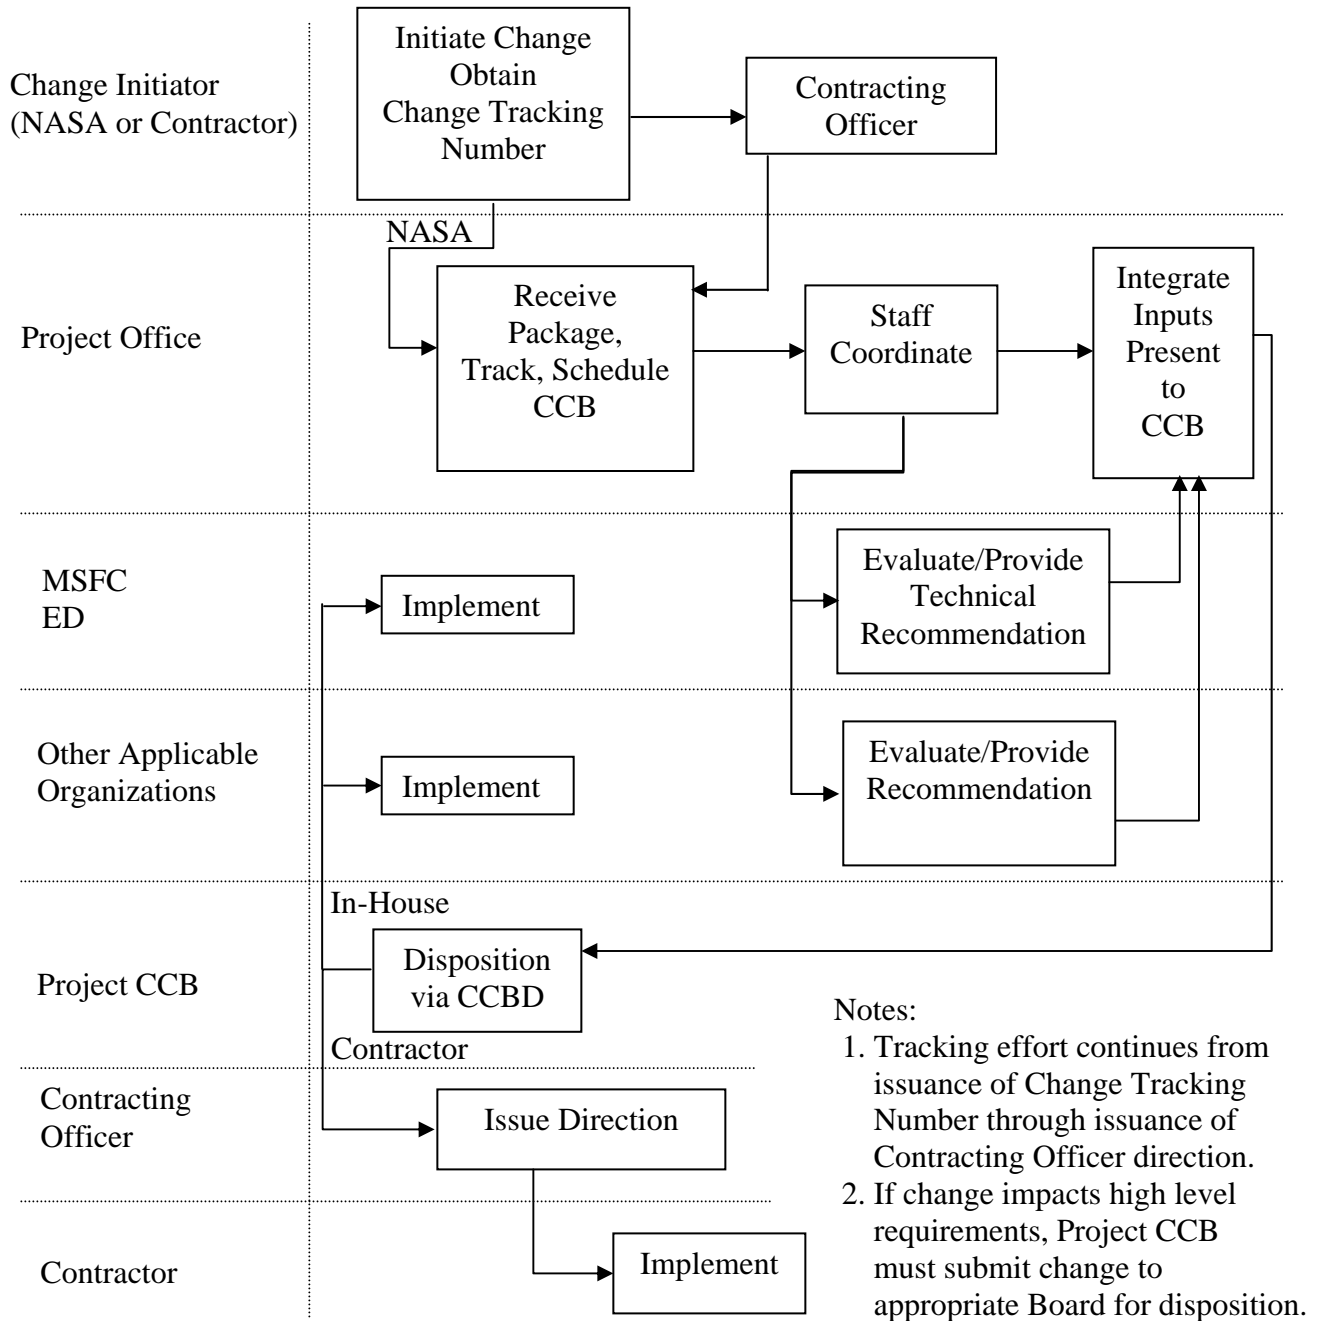 Change Initiator
(NASA or Contractor)
Initiate Change
Obtain
Change Tracking
Number
Contracting
Officer
NASA
Project Office
Receive
Package,
Track, Schedule
CCB
Staff
Coordinate
Integrate
Inputs
Present
to
CCB
MSFC
ED
Implement
Evaluate/Provide
Technical
Recommendation
Other Applicable
Organizations
Implement
Evaluate/Provide
Recommendation
In-House
Project CCB
Disposition
via CCBD
Contractor
Contracting
Officer
Issue Direction
Contractor
Implement
Notes:
1. Tracking effort continues from
issuance of Change Tracking
Number through issuance of
Contracting Officer direction.
2. If change impacts high level
requirements, Project CCB
must submit change to
appropriate Board for disposition.